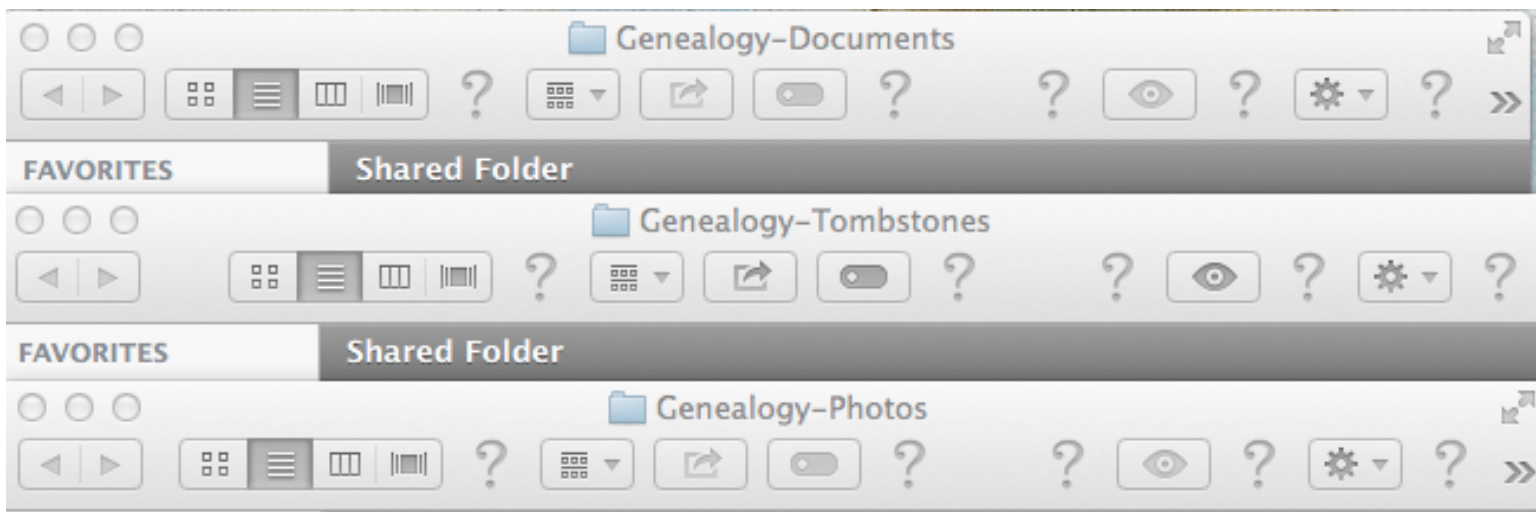 Genealogy-Documents
? ? ? ? ?
FAVORITES Shared Folder
Genealogy-Tombstones
? ? ? ? ?
FAVORITES Shared Folder
Genealogy-Photos
? ? ? ? ?